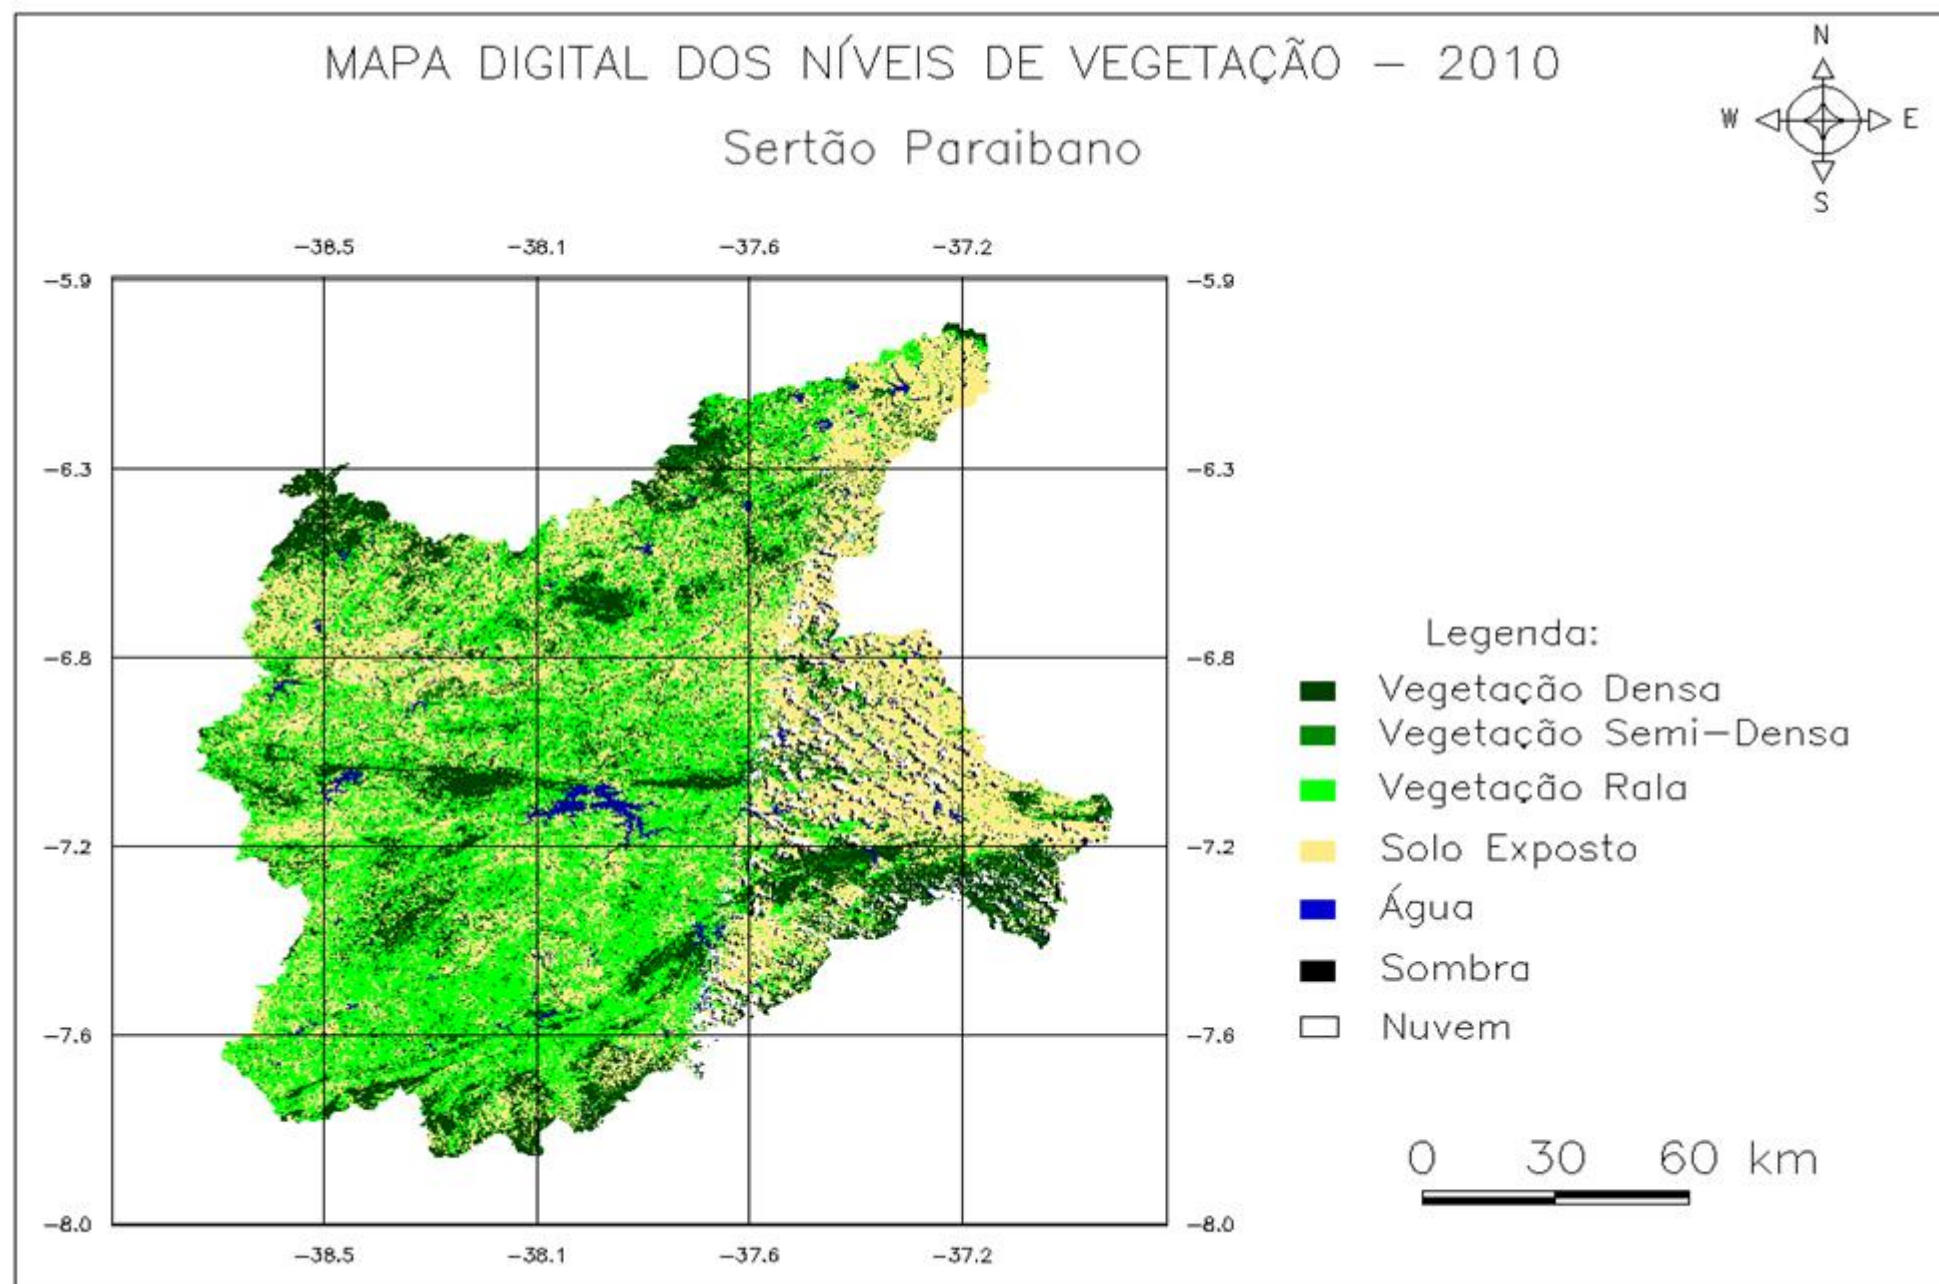 MAPA DIGITAL DOS NÍVEIS DE VEGETAÇÃO – 2010
Sertão Paraibano
N
W E
S
-38.5 -38.1 -37.6 -37.2
-5.9 -5.9
-6.3 -6.3
-6.8 -6.8
Legenda:
Vegetação Densa
Vegetação Semi-Densa
Vegetação Rala
-7.2 -7.2
Solo Exposto
Água
Sombra
Nuvem
-7.6 -7.6
0 30 60 km
-8.0 -8.0
-38.5 -38.1 -37.6 -37.2